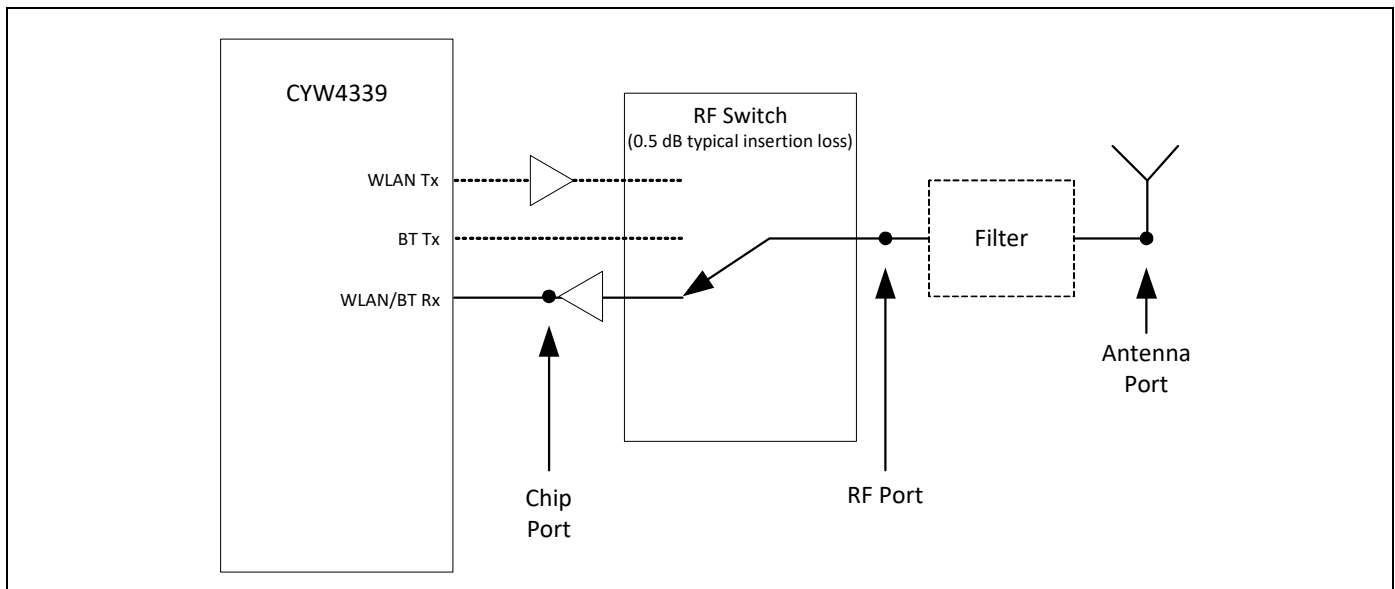 CYW4339
RF Switch
(0.5 dB typical insertion loss)
WLAN Tx
BT Tx
Filter
WLAN/BT Rx
Antenna
Port
Chip
Port
RF Port